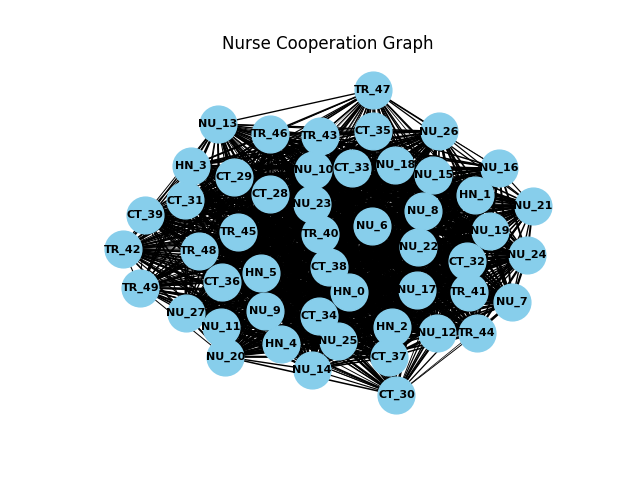 Nurse Cooperation Graph
TR_47
NU_13
TR_46
TR_43
CT_35
NU_26
HN_3
CT_29
NU_10
CT_33
NU_18
NU_15
NU_16
CT_31
CT_28
NU_23
HN_1
CT_39
NU_8
NU_21
TR_45
TR_40
NU_6
NU_19
TR_42
TR_48
NU_22
CT_32
NU_24
CT_38
HN_5
CT_36
TR_49
HN_0
NU_17
TR_41
NU_7
NU_27
NU_9
CT_34
NU_11
HN_2
NU_12
TR_44
HN_4
NU_25
NU_20
CT_37
NU_14
CT_30